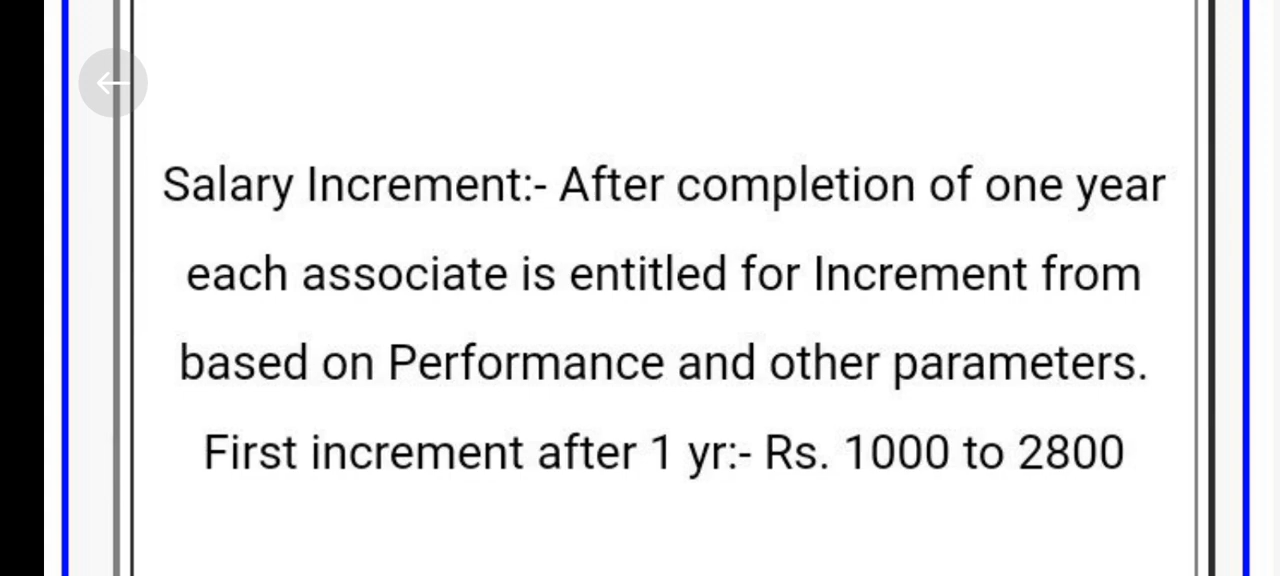 Salary Increment:- After completion of one year
each associate is entitled for Increment from
based on Performance and other parameters.
First increment after 1 yr:- Rs. 1000 to 2800